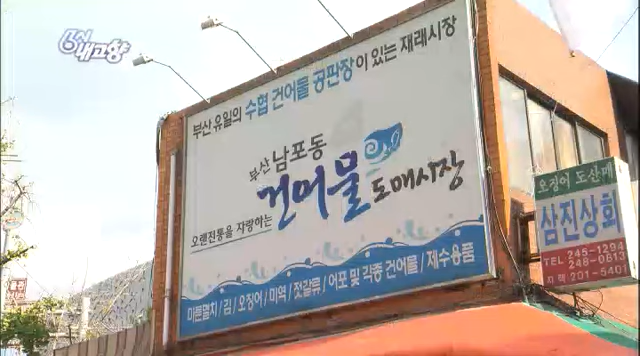 6시 내고향
부산 유일의 수협 건어물 공판장이 있는 재래시장
부산 남포동
오랜전통을 자랑하는 건어물 도매시장
마른멸치 / 김 / 오징어 / 미역 / 젓갈류 / 어포 및 각종 건어물 / 제수용품
오징어 도산매
삼진상회
TEL 245-1294
248-0813
자택 201-5401